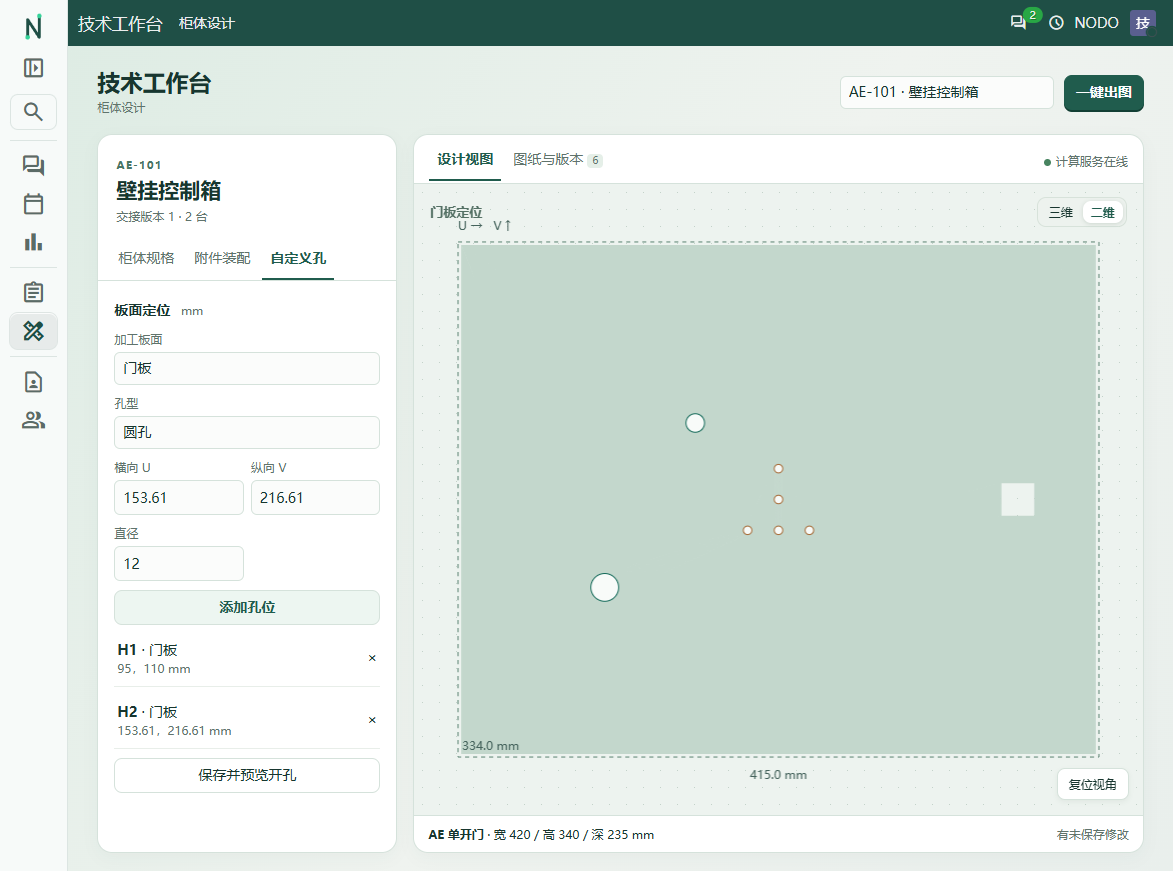 技术工作台
柜体设计
2
NODO
技
技术工作台
柜体设计
AE-101 · 壁挂控制箱
一键出图
AE-101
壁挂控制箱
交接版本 1 · 2 台
柜体规格
附件装配
自定义孔
板面定位 mm
加工板面
门板
孔型
圆孔
横向 U
纵向 V
153.61
216.61
直径
12
添加孔位
H1 · 门板
95，110 mm
×
H2 · 门板
153.61，216.61 mm
×
保存并预览开孔
设计视图
图纸与版本 6
计算服务在线
门板定位
U → V ↑
三维
二维
334.0 mm
415.0 mm
复位视角
AE 单开门 · 宽 420 / 高 340 / 深 235 mm
有未保存修改